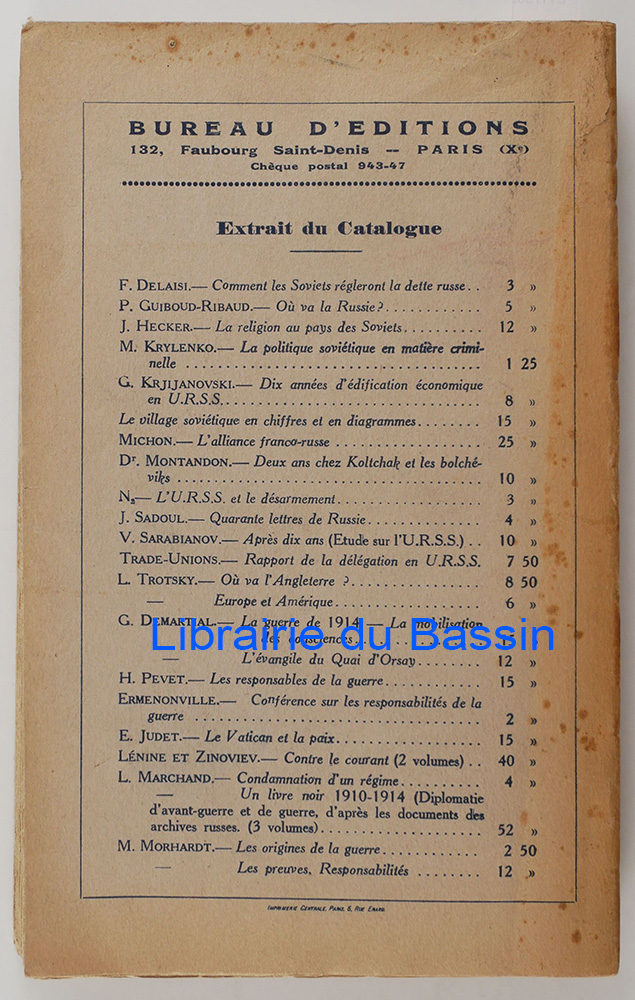 BUREAU D'EDITIONS
132, Faubourg Saint-Denis -- PARIS (Xe)
Chèque postal 943-47
Extrait du Catalogue
F. DELAISI.— Comment les Soviets régleront la dette russe.. 3 »
P. GUIBOUD-RIBAUD.— Où va la Russie?............ 5 »
J. HECKER.— La religion au pays des Soviets.......... 12 »
M. KRYLENKO.— La politique soviétique en matière crimi-
nelle .................................... 1 25
G. KRJIJANOVSKI.— Dix années d'édification économique
en U.R.S.S................................ 8 »
Le village soviétique en chiffres et en diagrammes........ 15 »
MICHON.— L'alliance franco-russe .................. 25 »
Dr. MONTANDON.— Deux ans chez Koltchak et les bolché-
viks ..................................... 10 »
N.— L'U.R.S.S. et le désarmement.................. 3 »
J. SADOUL.— Quarante lettres de Russie.............. 4 »
V. SARABIANOV.— Après dix ans (Etude sur l'U.R.S.S.) .. 10 »
TRADE-UNIONS.— Rapport de la délégation en U.R.S.S. 7 50
L. TROTSKY.— Où va l'Angleterre ?................. 8 50
— Europe et Amérique.................. 6 »
G. DEMARTIAL.— La guerre de 1914 — La mobilisation
des consciences.................. 15
Librairie du Bassin
— L'évangile du Quai d'Orsay........ 12 »
H. PEVET.— Les responsables de la guerre............ 15 »
ERMENONVILLE.— Conférence sur les responsabilités de la
guerre ................................... 2 »
E. JUDET.— Le Vatican et la paix.................. 15 »
LÉNINE ET ZINOVIEV.— Contre le courant (2 volumes) .. 40 »
L. MARCHAND.— Condamnation d'un régime.......... 4 »
— Un livre noir 1910-1914 (Diplomatie
d'avant-guerre et de guerre, d'après les documents des
archives russes. (3 volumes).................... 52 »
M. MORHARDT.— Les origines de la guerre............ 2 50
— Les preuves, Responsabilités ........ 12 »
IMPRIMERIE CENTRALE, PARIS, 5, RUE ERARD.